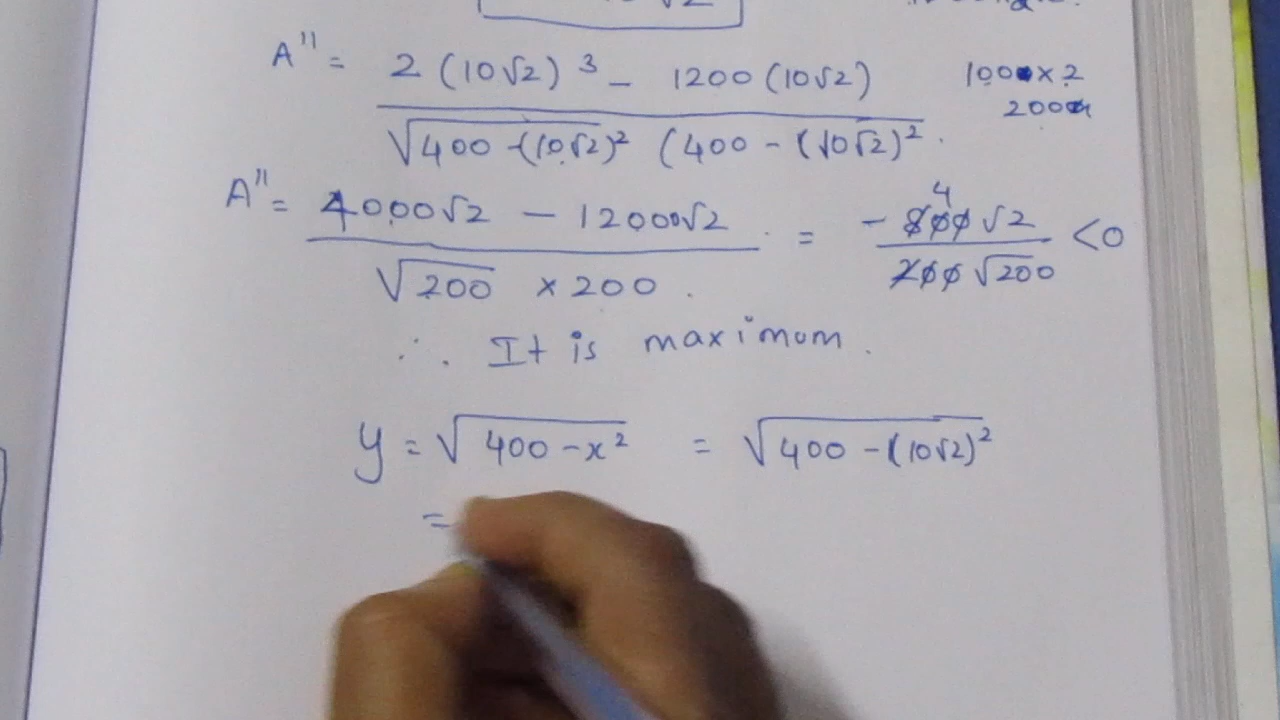 A'' = 2(10√2)³ − 1200(10√2) / √400 −(10√2)² (400 − (10√2)²
1000 × 2
2000
A'' = 4000√2 − 12000√2 / √200 × 200 . = − 800√2 / 200√200 < 0
4
∴ It is maximum.
y = √400 − x² = √400 − (10√2)²
=